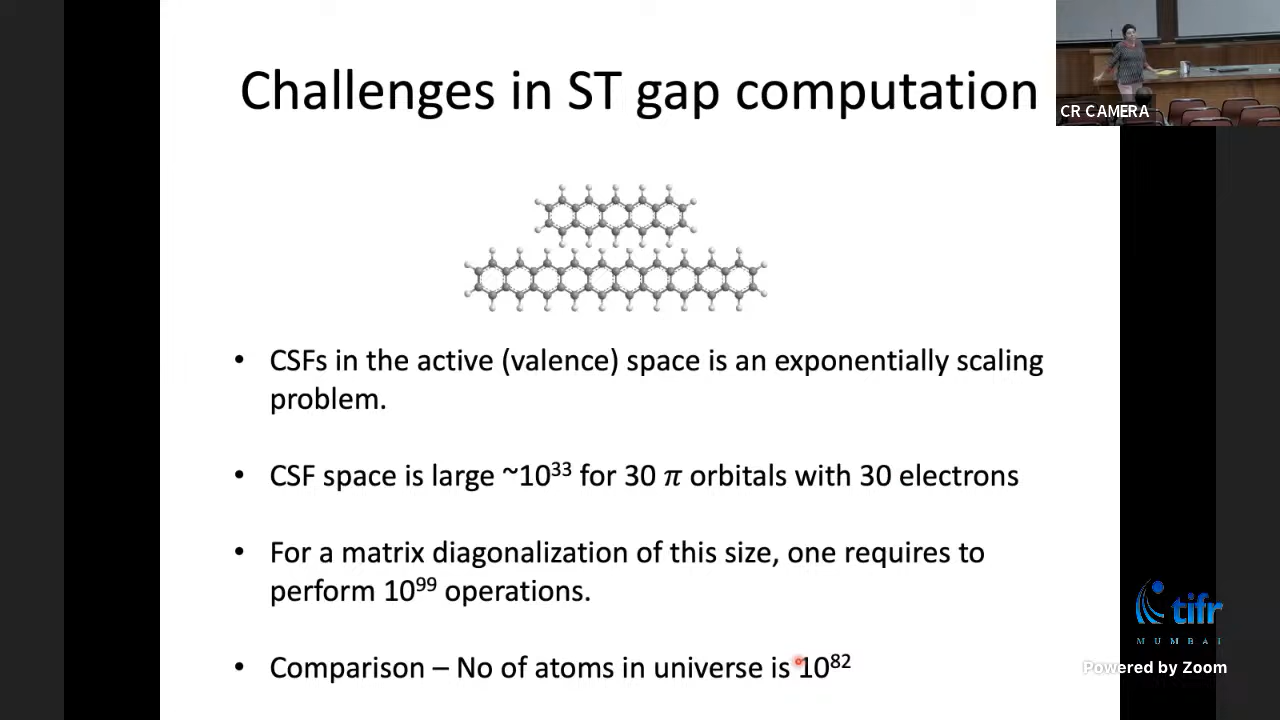 Challenges in ST gap computation
CR CAMERA
• CSFs in the active (valence) space is an exponentially scaling
problem.
• CSF space is large ~10³³ for 30 𝜋 orbitals with 30 electrons
• For a matrix diagonalization of this size, one requires to
perform 10⁹⁹ operations.
• Comparison – No of atoms in universe is 10⁸²
tifr
MUMBAI
Powered by Zoom